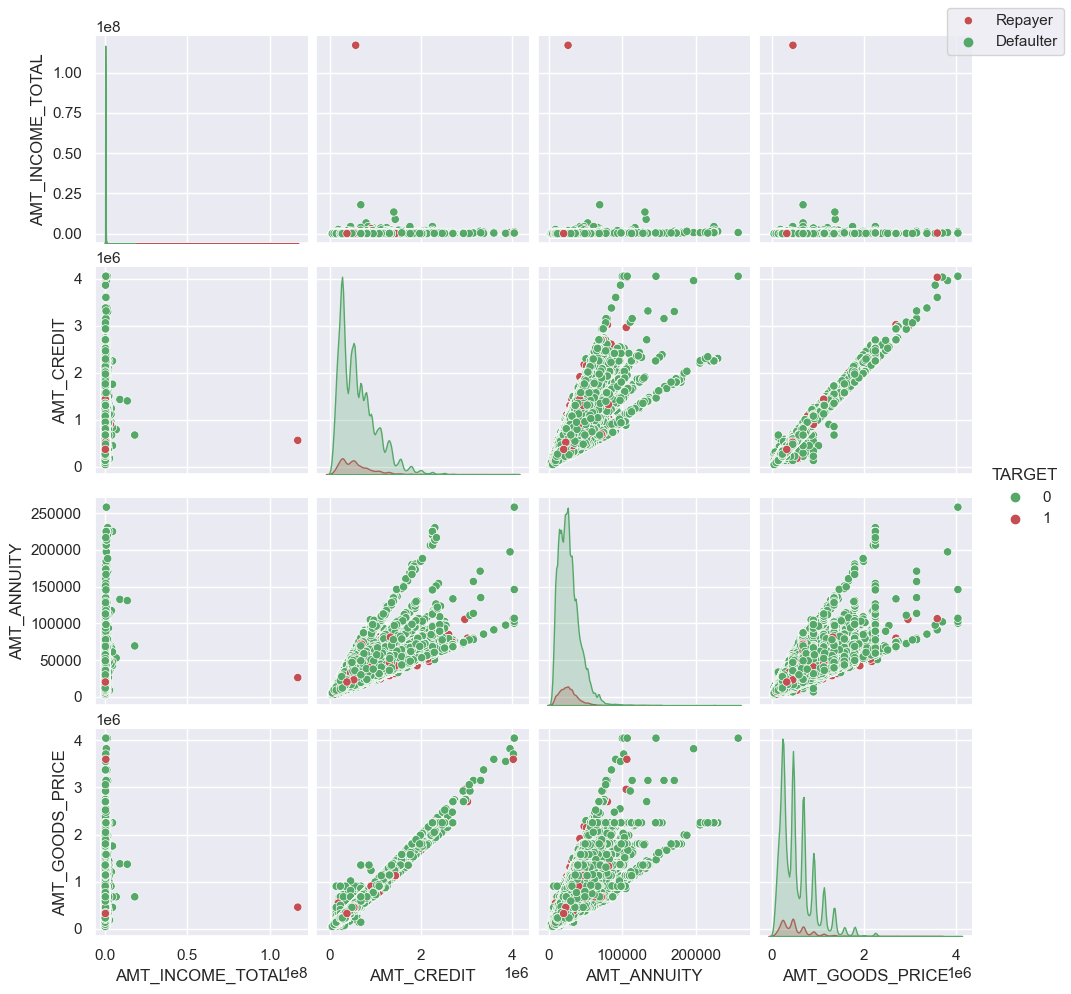 1e8
Repayer
Defaulter
AMT_INCOME_TOTAL
1.00
0.75
0.50
0.25
0.00
1e6
AMT_CREDIT
4
3
2
1
0
TARGET
0
1
AMT_ANNUITY
250000
200000
150000
100000
50000
0
1e6
AMT_GOODS_PRICE
4
3
2
1
0
0.0 0.5 1.0 0 2 4 0 100000 200000 0 2 4
AMT_INCOME_TOTAL 1e8 AMT_CREDIT 1e6 AMT_ANNUITY AMT_GOODS_PRICE 1e6